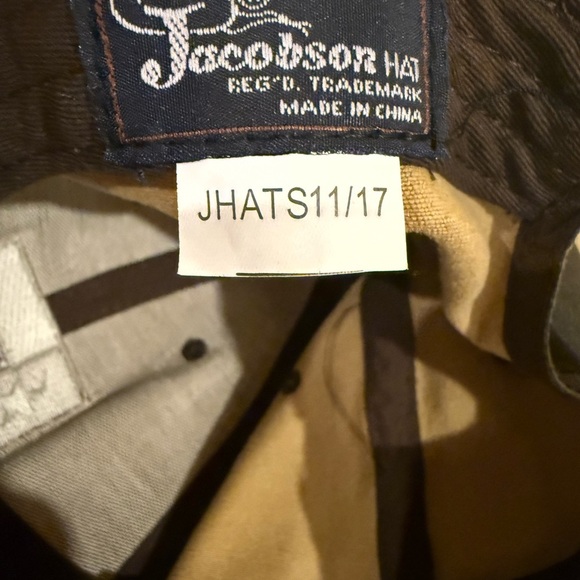 Jacobson HAT
REG'D. TRADEMARK
MADE IN CHINA
JHATS11/17